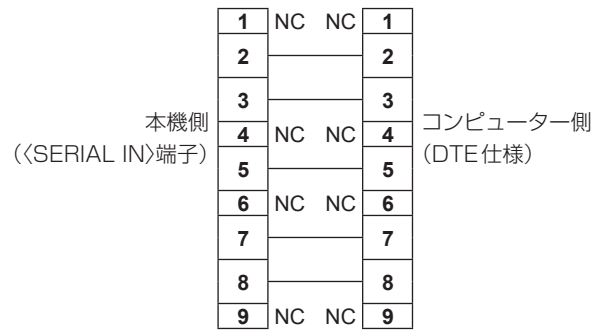 1 NC NC 1
2 2
3 3
本機側
(〈SERIAL IN〉端子)
4 NC NC 4
コンピューター側
(DTE仕様)
5 5
6 NC NC 6
7 7
8 8
9 NC NC 9